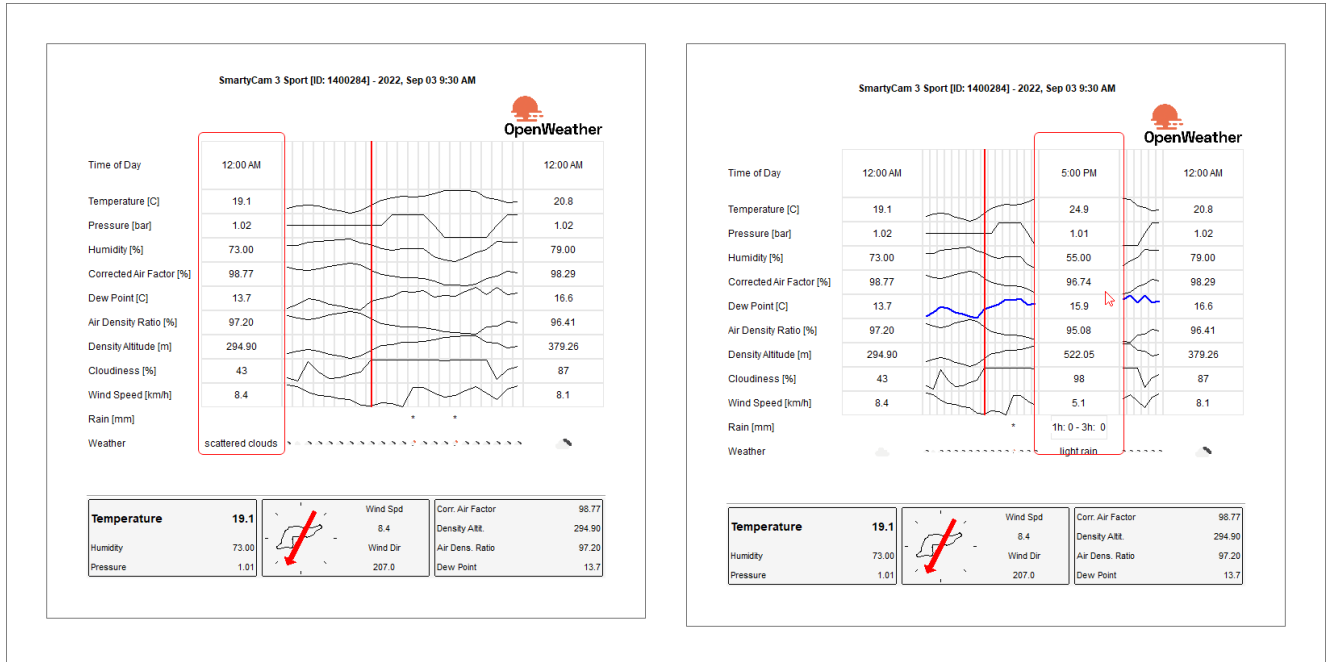 SmartyCam 3 Sport [ID: 1400284] - 2022, Sep 03 9:30 AM
OpenWeather
Time of Day 12:00 AM 12:00 AM
Temperature [C] 19.1 20.8
Pressure [bar] 1.02 1.02
Humidity [%] 73.00 79.00
Corrected Air Factor [%] 98.77 98.29
Dew Point [C] 13.7 16.6
Air Density Ratio [%] 97.20 96.41
Density Altitude [m] 294.90 379.26
Cloudiness [%] 43 87
Wind Speed [km/h] 8.4 8.1
Rain [mm] * *
Weather scattered clouds
Temperature 19.1
Humidity 73.00
Pressure 1.01
Wind Spd
8.4
Wind Dir
207.0
Corr. Air Factor 98.77
Density Altit. 294.90
Air Dens. Ratio 97.20
Dew Point 13.7
SmartyCam 3 Sport [ID: 1400284] - 2022, Sep 03 9:30 AM
OpenWeather
Time of Day 12:00 AM 5:00 PM 12:00 AM
Temperature [C] 19.1 24.9 20.8
Pressure [bar] 1.02 1.01 1.02
Humidity [%] 73.00 55.00 79.00
Corrected Air Factor [%] 98.77 96.74 98.29
Dew Point [C] 13.7 15.9 16.6
Air Density Ratio [%] 97.20 95.08 96.41
Density Altitude [m] 294.90 522.05 379.26
Cloudiness [%] 43 98 87
Wind Speed [km/h] 8.4 5.1 8.1
Rain [mm] * 1h: 0 - 3h: 0
Weather light rain
Temperature 19.1
Humidity 73.00
Pressure 1.01
Wind Spd
8.4
Wind Dir
207.0
Corr. Air Factor 98.77
Density Altit. 294.90
Air Dens. Ratio 97.20
Dew Point 13.7